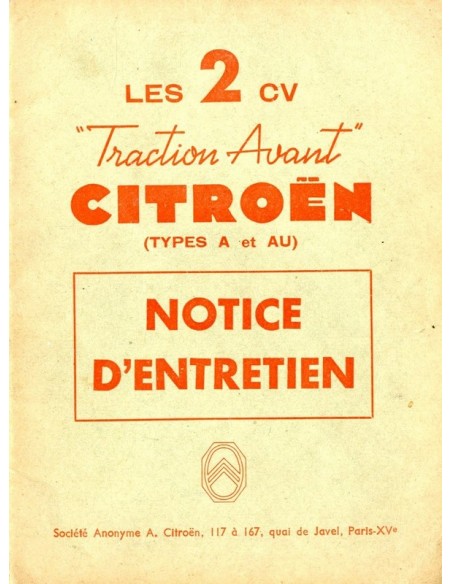 LES 2 CV
"Traction Avant"
CITROËN
(TYPES A et AU)
NOTICE
D'ENTRETIEN
Société Anonyme A. Citroën, 117 à 167, quai de Javel, Paris-XVe